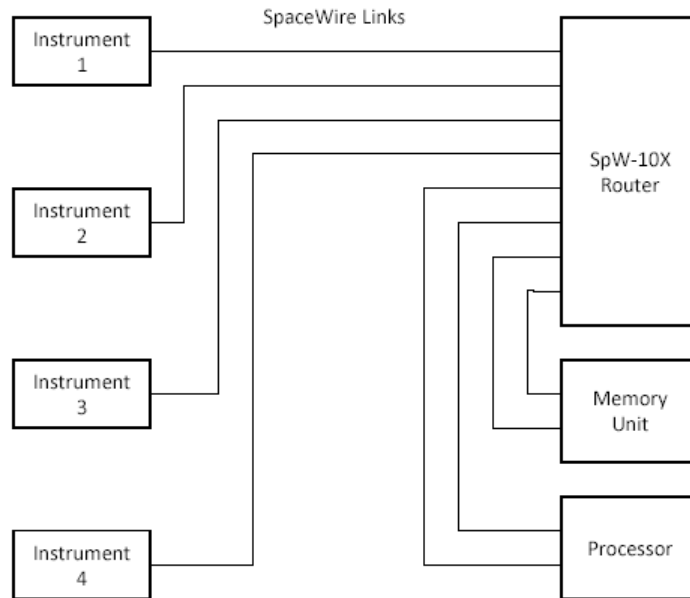 SpaceWire Links
Instrument
1
Instrument
2
Instrument
3
Instrument
4
SpW-10X
Router
Memory
Unit
Processor